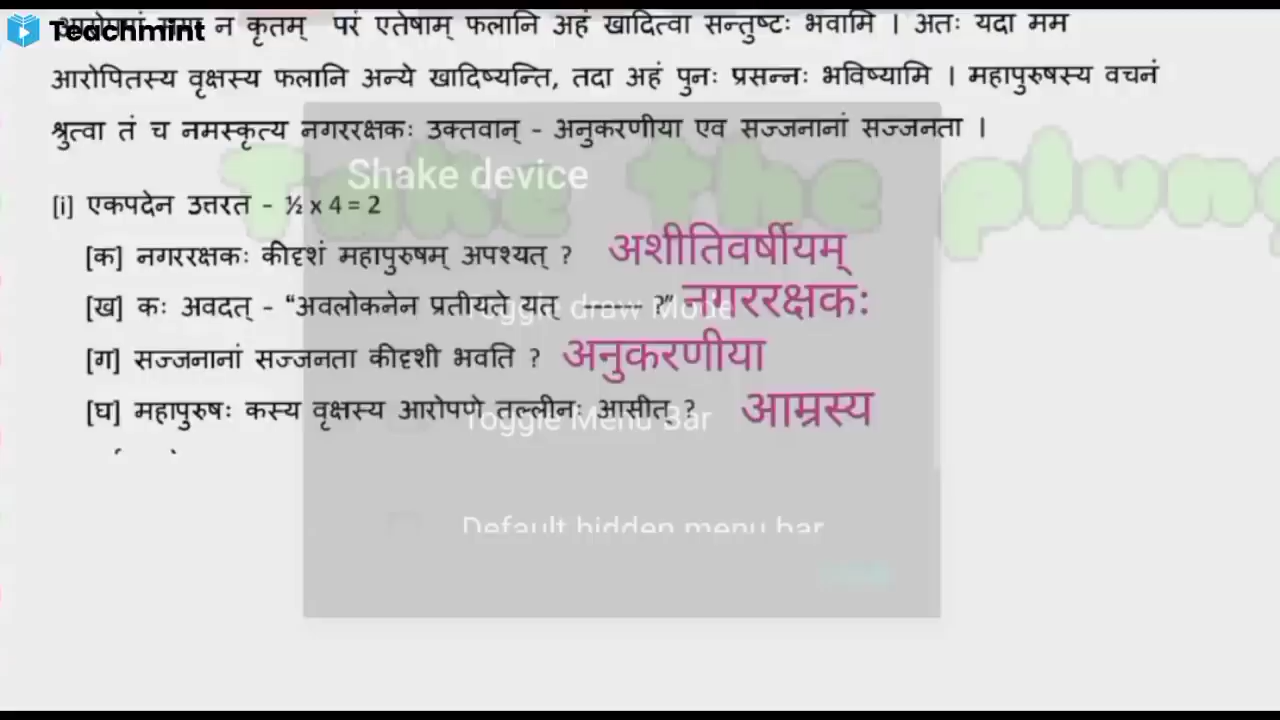 Teachmint
न कृतम् परं एतेषाम् फलानि अहं खादित्वा सन्तुष्टः भवामि । अतः यदा मम
आरोपितस्य वृक्षस्य फलानि अन्ये खादिष्यन्ति, तदा अहं पुनः प्रसन्नः भविष्यामि । महापुरुषस्य वचनं
श्रुत्वा तं च नमस्कृत्य नगररक्षकः उक्तवान् - अनुकरणीया एव सज्जनानां सज्जनता ।
Shake device
Take the plung
[i] एकपदेन उत्तरत - ½ x 4 = 2
[क] नगररक्षकः कीदृशं महापुरुषम् अपश्यत् ? अशीतिवर्षीयम्
[ख] कः अवदत् - “अवलोकनेन प्रतीयते यत् ------- ?” नगररक्षकः
Toggle draw Mode
[ग] सज्जनानां सज्जनता कीदृशी भवति ? अनुकरणीया
[घ] महापुरुषः कस्य वृक्षस्य आरोपणे तल्लीनः आसीत् ? आम्रस्य
Toggle Menu Bar
Default hidden menu bar